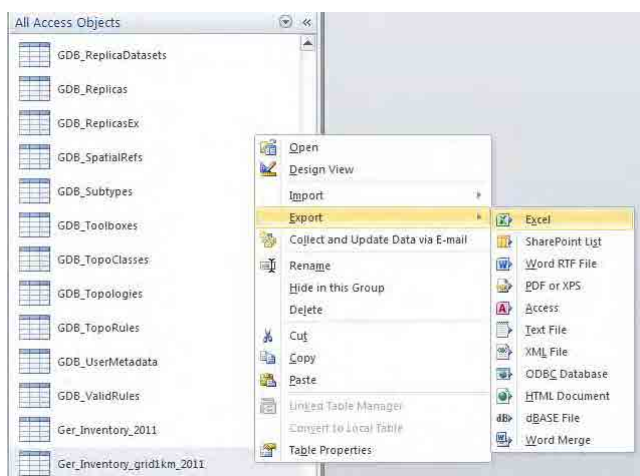 All Access Objects
GDB_ReplicaDatasets
GDB_Replicas
GDB_ReplicasEx
GDB_SpatialRefs
GDB_Subtypes
GDB_Toolboxes
GDB_TopoClasses
GDB_Topologies
GDB_TopoRules
GDB_UserMetadata
GDB_ValidRules
Ger_Inventory_2011
Ger_Inventory_grid1km_2011
Open
Design View
Import
Export
Collect and Update Data via E-mail
Rename
Hide in this Group
Delete
Cut
Copy
Paste
Linked Table Manager
Convert to Local Table
Table Properties
Excel
SharePoint List
Word RTF File
PDF or XPS
Access
Text File
XML File
ODBC Database
HTML Document
dBASE File
Word Merge